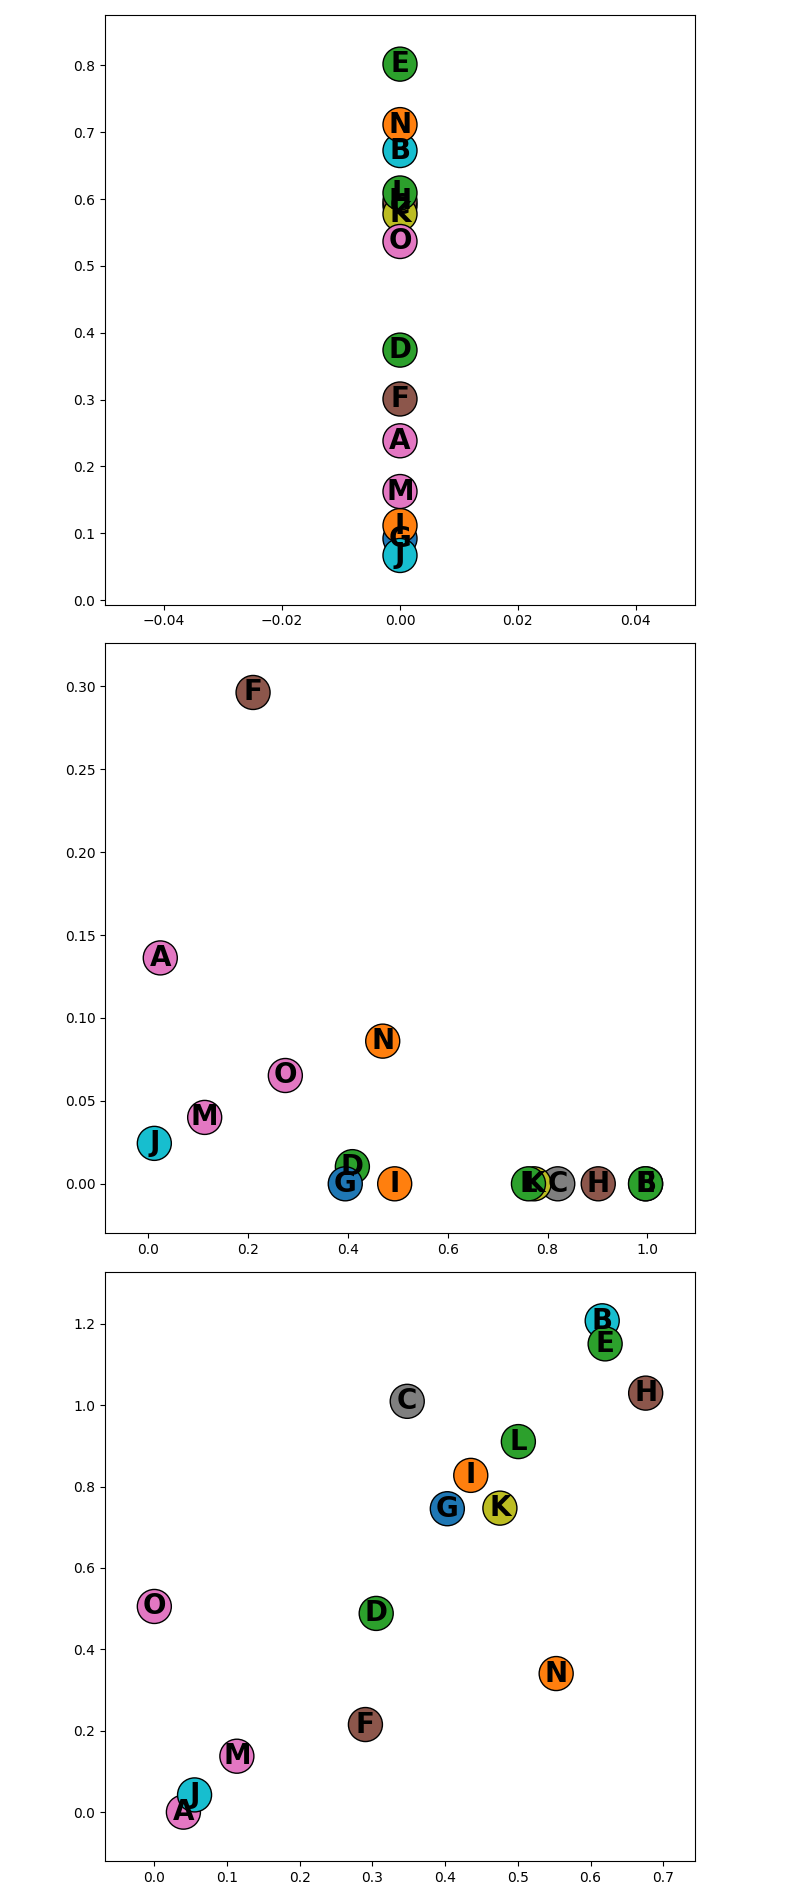 0.8
E
N
0.7
B
0.6
L
H
K
O
0.5
0.4
D
0.3
F
A
0.2
M
0.1
I
G
J
0.0
−0.04 −0.02 0.00 0.02 0.04
0.30 F
0.25
0.20
0.15
A
0.10
N
O
0.05
M
J
D
0.00 G I L K C H B
0.0 0.2 0.4 0.6 0.8 1.0
1.2 B
E
H
1.0 C
L
I
0.8
G K
0.6
O D
0.4
N
0.2 F
M
J
0.0 A
0.0 0.1 0.2 0.3 0.4 0.5 0.6 0.7